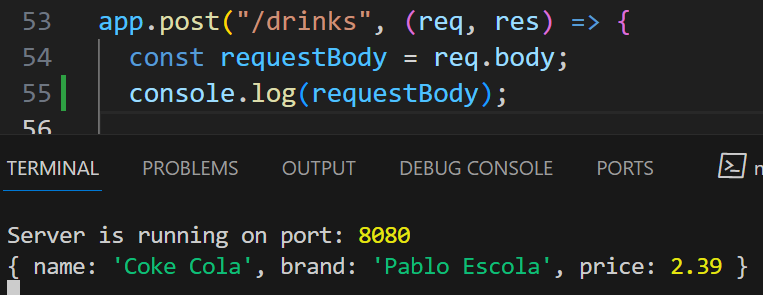 53 app.post("/drinks", (req, res) => {
54 const requestBody = req.body;
55 console.log(requestBody);
56
TERMINAL PROBLEMS OUTPUT DEBUG CONSOLE PORTS n
Server is running on port: 8080
{ name: 'Coke Cola', brand: 'Pablo Escola', price: 2.39 }